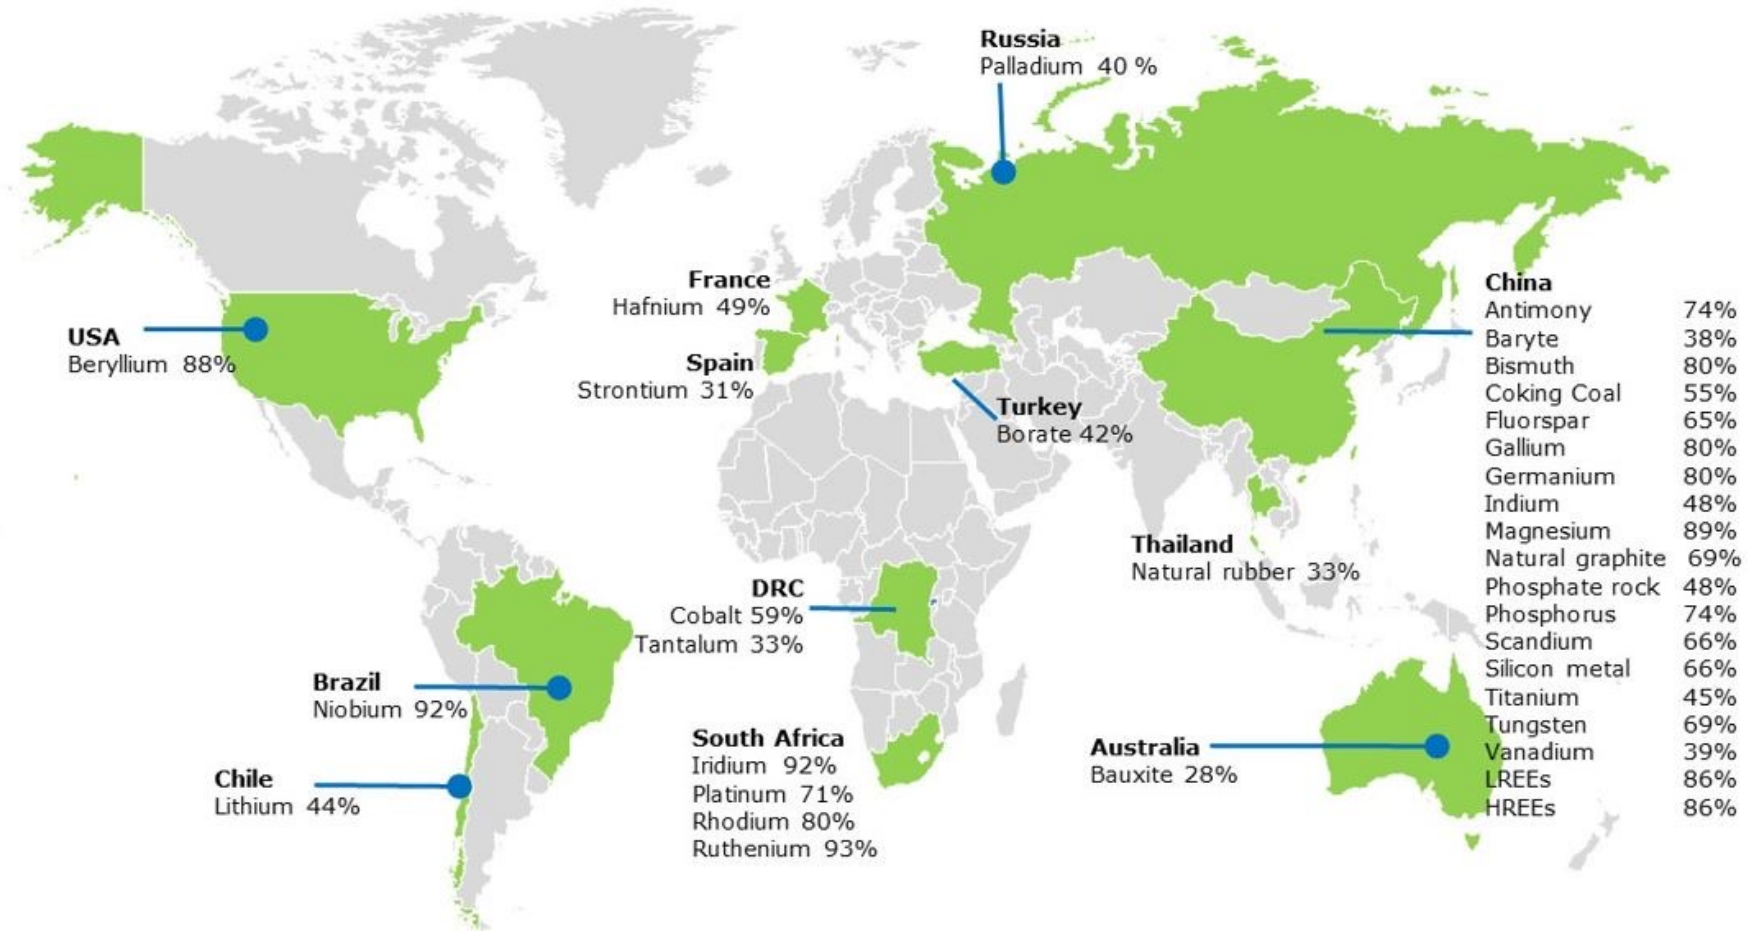 Russia
Palladium 40 %
USA
Beryllium 88%
France
Hafnium 49%
Spain
Strontium 31%
Turkey
Borate 42%
China
Antimony 74%
Baryte 38%
Bismuth 80%
Coking Coal 55%
Fluorspar 65%
Gallium 80%
Germanium 80%
Indium 48%
Magnesium 89%
Natural graphite 69%
Phosphate rock 48%
Phosphorus 74%
Scandium 66%
Silicon metal 66%
Titanium 45%
Tungsten 69%
Vanadium 39%
LREEs 86%
HREEs 86%
Thailand
Natural rubber 33%
DRC
Cobalt 59%
Tantalum 33%
Brazil
Niobium 92%
Chile
Lithium 44%
South Africa
Iridium 92%
Platinum 71%
Rhodium 80%
Ruthenium 93%
Australia
Bauxite 28%